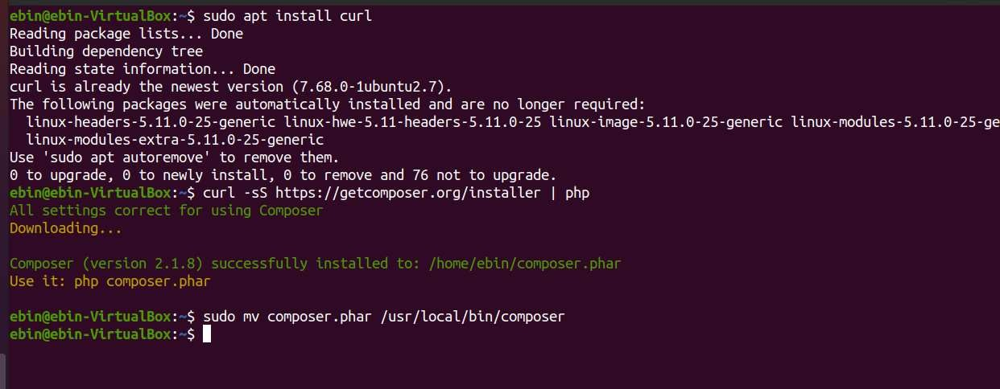 ebin@ebin-VirtualBox:~$ sudo apt install curl
Reading package lists... Done
Building dependency tree
Reading state information... Done
curl is already the newest version (7.68.0-1ubuntu2.7).
The following packages were automatically installed and are no longer required:
  linux-headers-5.11.0-25-generic linux-hwe-5.11-headers-5.11.0-25 linux-image-5.11.0-25-generic linux-modules-5.11.0-25-ge
  linux-modules-extra-5.11.0-25-generic
Use 'sudo apt autoremove' to remove them.
0 to upgrade, 0 to newly install, 0 to remove and 76 not to upgrade.
ebin@ebin-VirtualBox:~$ curl -sS https://getcomposer.org/installer | php
All settings correct for using Composer
Downloading...
Composer (version 2.1.8) successfully installed to: /home/ebin/composer.phar
Use it: php composer.phar
ebin@ebin-VirtualBox:~$ sudo mv composer.phar /usr/local/bin/composer
ebin@ebin-VirtualBox:~$